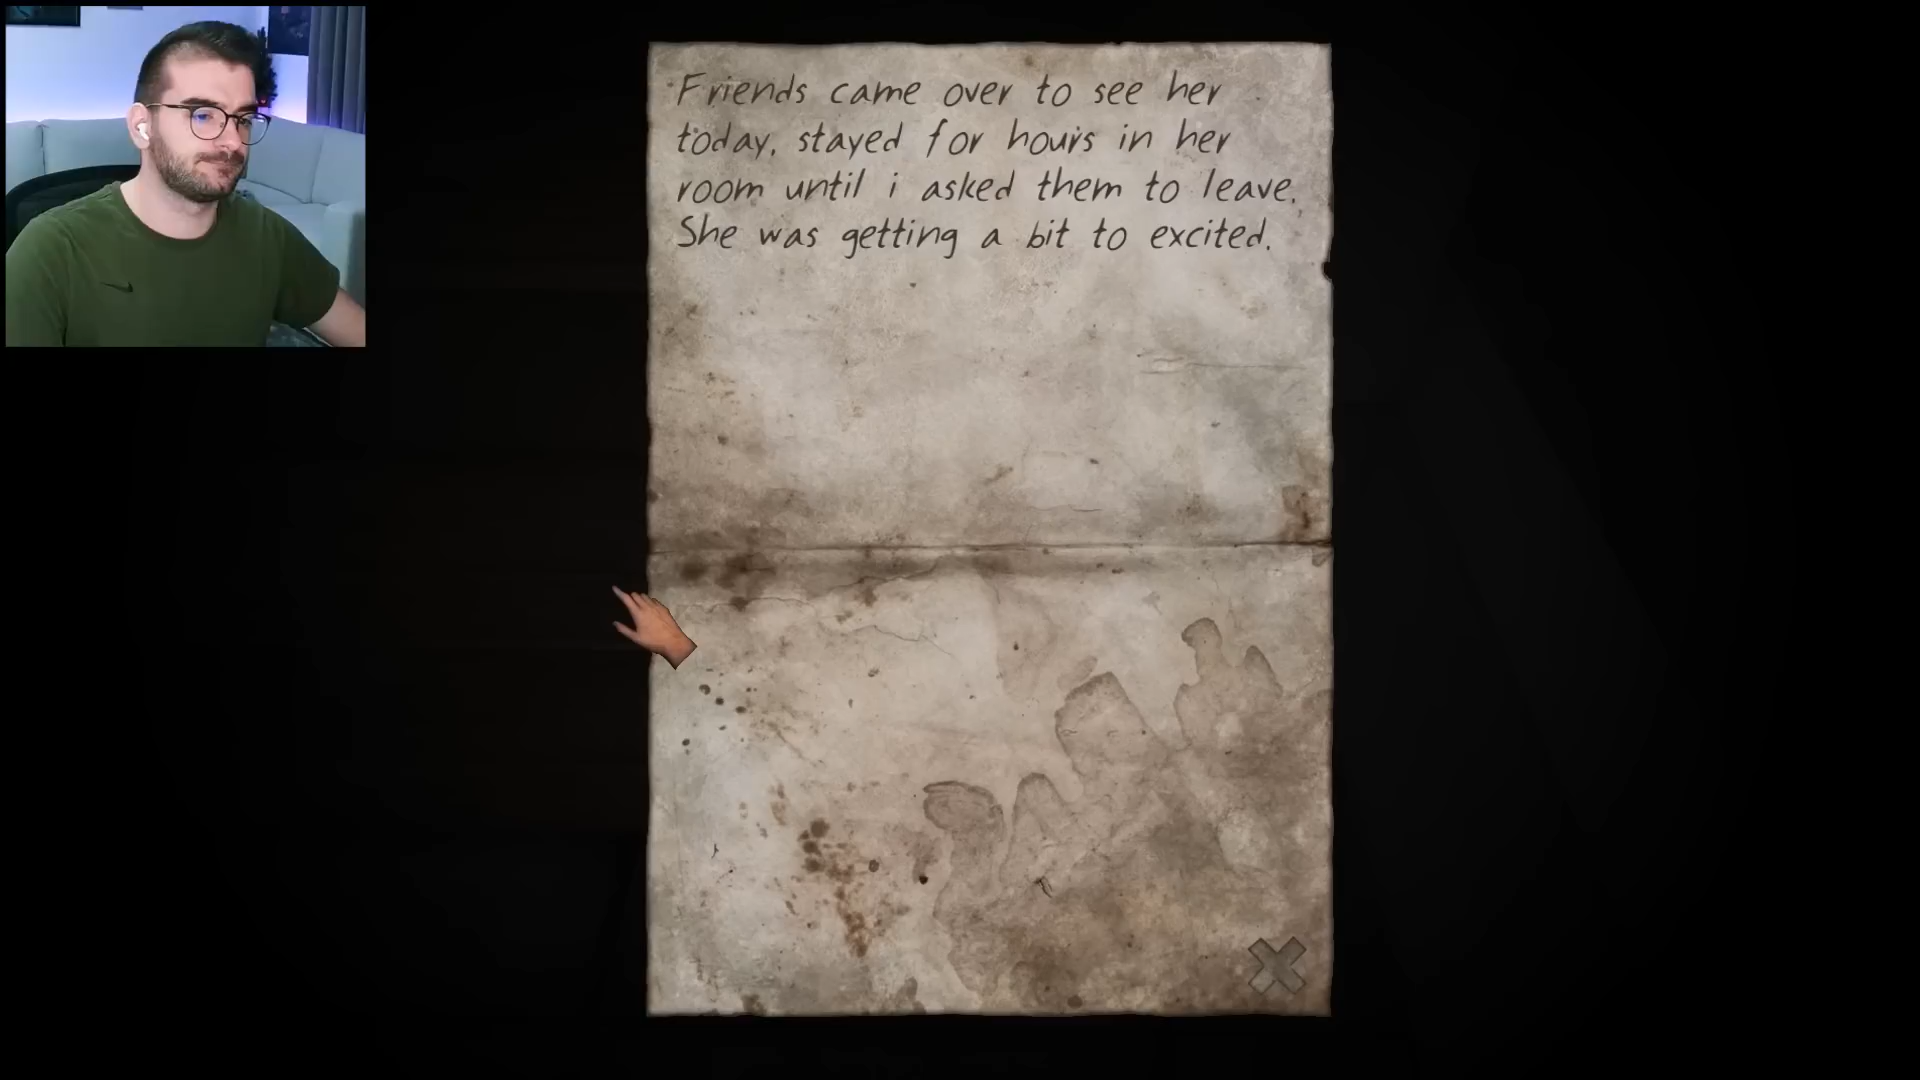 Friends came over to see her
today, stayed for hours in her
room until i asked them to leave.
She was getting a bit to excited.